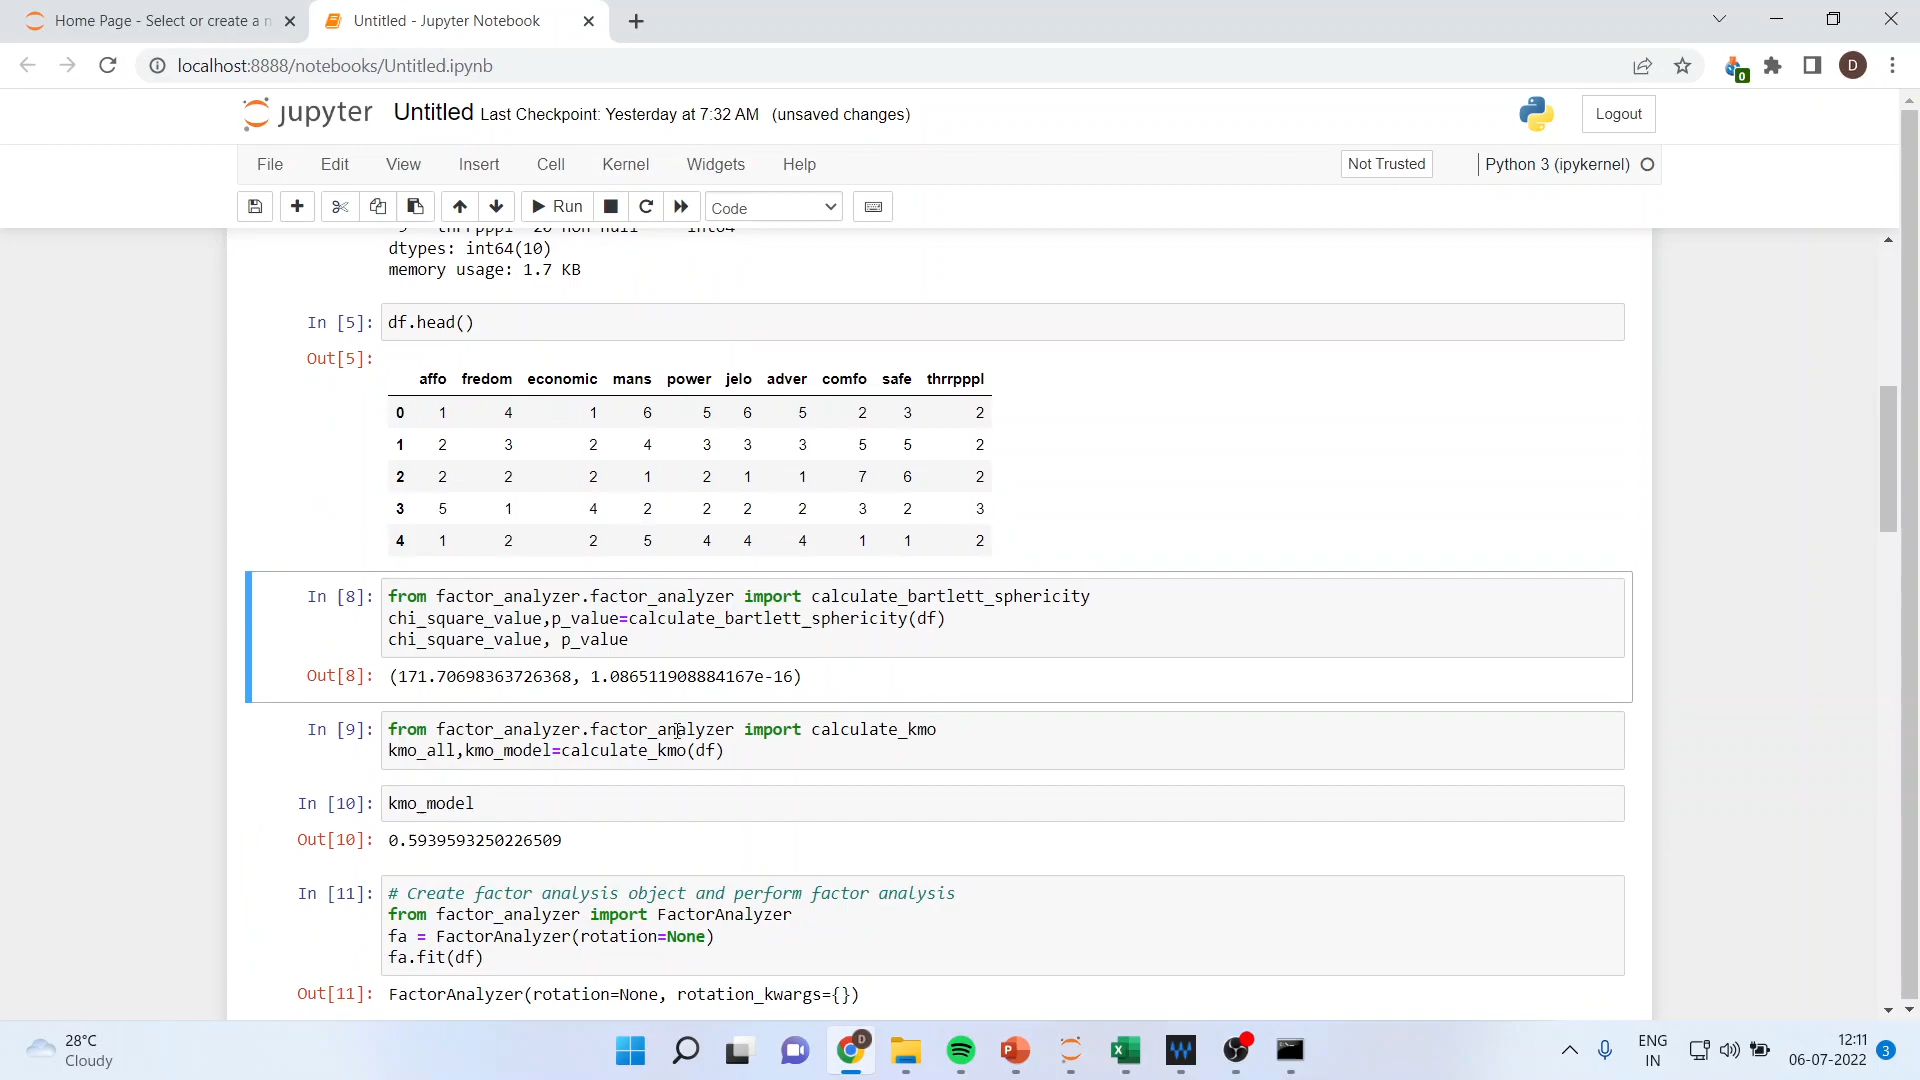 Home Page - Select or create a n
Untitled - Jupyter Notebook
localhost:8888/notebooks/Untitled.ipynb
0
D
jupyter Untitled Last Checkpoint: Yesterday at 7:32 AM (unsaved changes)
Logout
File Edit View Insert Cell Kernel Widgets Help
Not Trusted
Python 3 (ipykernel)
Run
Code
dtypes: int64(10)
memory usage: 1.7 KB
In [5]: df.head()
Out[5]:
affo fredom economic mans power jelo adver comfo safe thrrpppl
0 1 4 1 6 5 6 5 2 3 2
1 2 3 2 4 3 3 3 5 5 2
2 2 2 2 1 2 1 1 7 6 2
3 5 1 4 2 2 2 2 3 2 3
4 1 2 2 5 4 4 4 1 1 2
In [8]: from factor_analyzer.factor_analyzer import calculate_bartlett_sphericity
chi_square_value,p_value=calculate_bartlett_sphericity(df)
chi_square_value, p_value
Out[8]: (171.70698363726368, 1.086511908884167e-16)
In [9]: from factor_analyzer.factor_analyzer import calculate_kmo
kmo_all,kmo_model=calculate_kmo(df)
In [10]: kmo_model
Out[10]: 0.5939593250226509
In [11]: # Create factor analysis object and perform factor analysis
from factor_analyzer import FactorAnalyzer
fa = FactorAnalyzer(rotation=None)
fa.fit(df)
Out[11]: FactorAnalyzer(rotation=None, rotation_kwargs={})
28°C
Cloudy
D
ENG
IN
12:11
06-07-2022
3